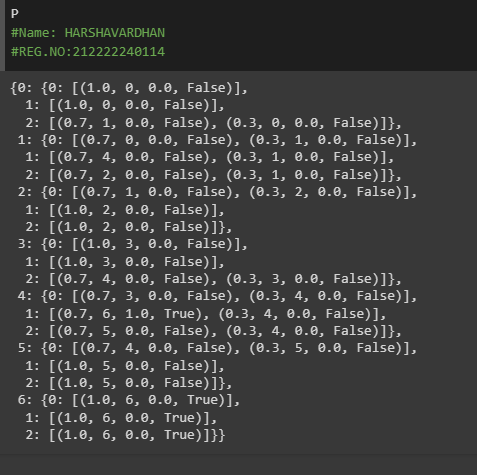 P
#Name: HARSHAVARDHAN
#REG.NO:212222240114
{0: {0: [(1.0, 0, 0.0, False)],
1: [(1.0, 0, 0.0, False)],
2: [(0.7, 1, 0.0, False), (0.3, 0, 0.0, False)]},
1: {0: [(0.7, 0, 0.0, False), (0.3, 1, 0.0, False)],
1: [(0.7, 4, 0.0, False), (0.3, 1, 0.0, False)],
2: [(0.7, 2, 0.0, False), (0.3, 1, 0.0, False)]},
2: {0: [(0.7, 1, 0.0, False), (0.3, 2, 0.0, False)],
1: [(1.0, 2, 0.0, False)],
2: [(1.0, 2, 0.0, False)]},
3: {0: [(1.0, 3, 0.0, False)],
1: [(1.0, 3, 0.0, False)],
2: [(0.7, 4, 0.0, False), (0.3, 3, 0.0, False)]},
4: {0: [(0.7, 3, 0.0, False), (0.3, 4, 0.0, False)],
1: [(0.7, 6, 1.0, True), (0.3, 4, 0.0, False)],
2: [(0.7, 5, 0.0, False), (0.3, 4, 0.0, False)]},
5: {0: [(0.7, 4, 0.0, False), (0.3, 5, 0.0, False)],
1: [(1.0, 5, 0.0, False)],
2: [(1.0, 5, 0.0, False)]},
6: {0: [(1.0, 6, 0.0, True)],
1: [(1.0, 6, 0.0, True)],
2: [(1.0, 6, 0.0, True)]}}